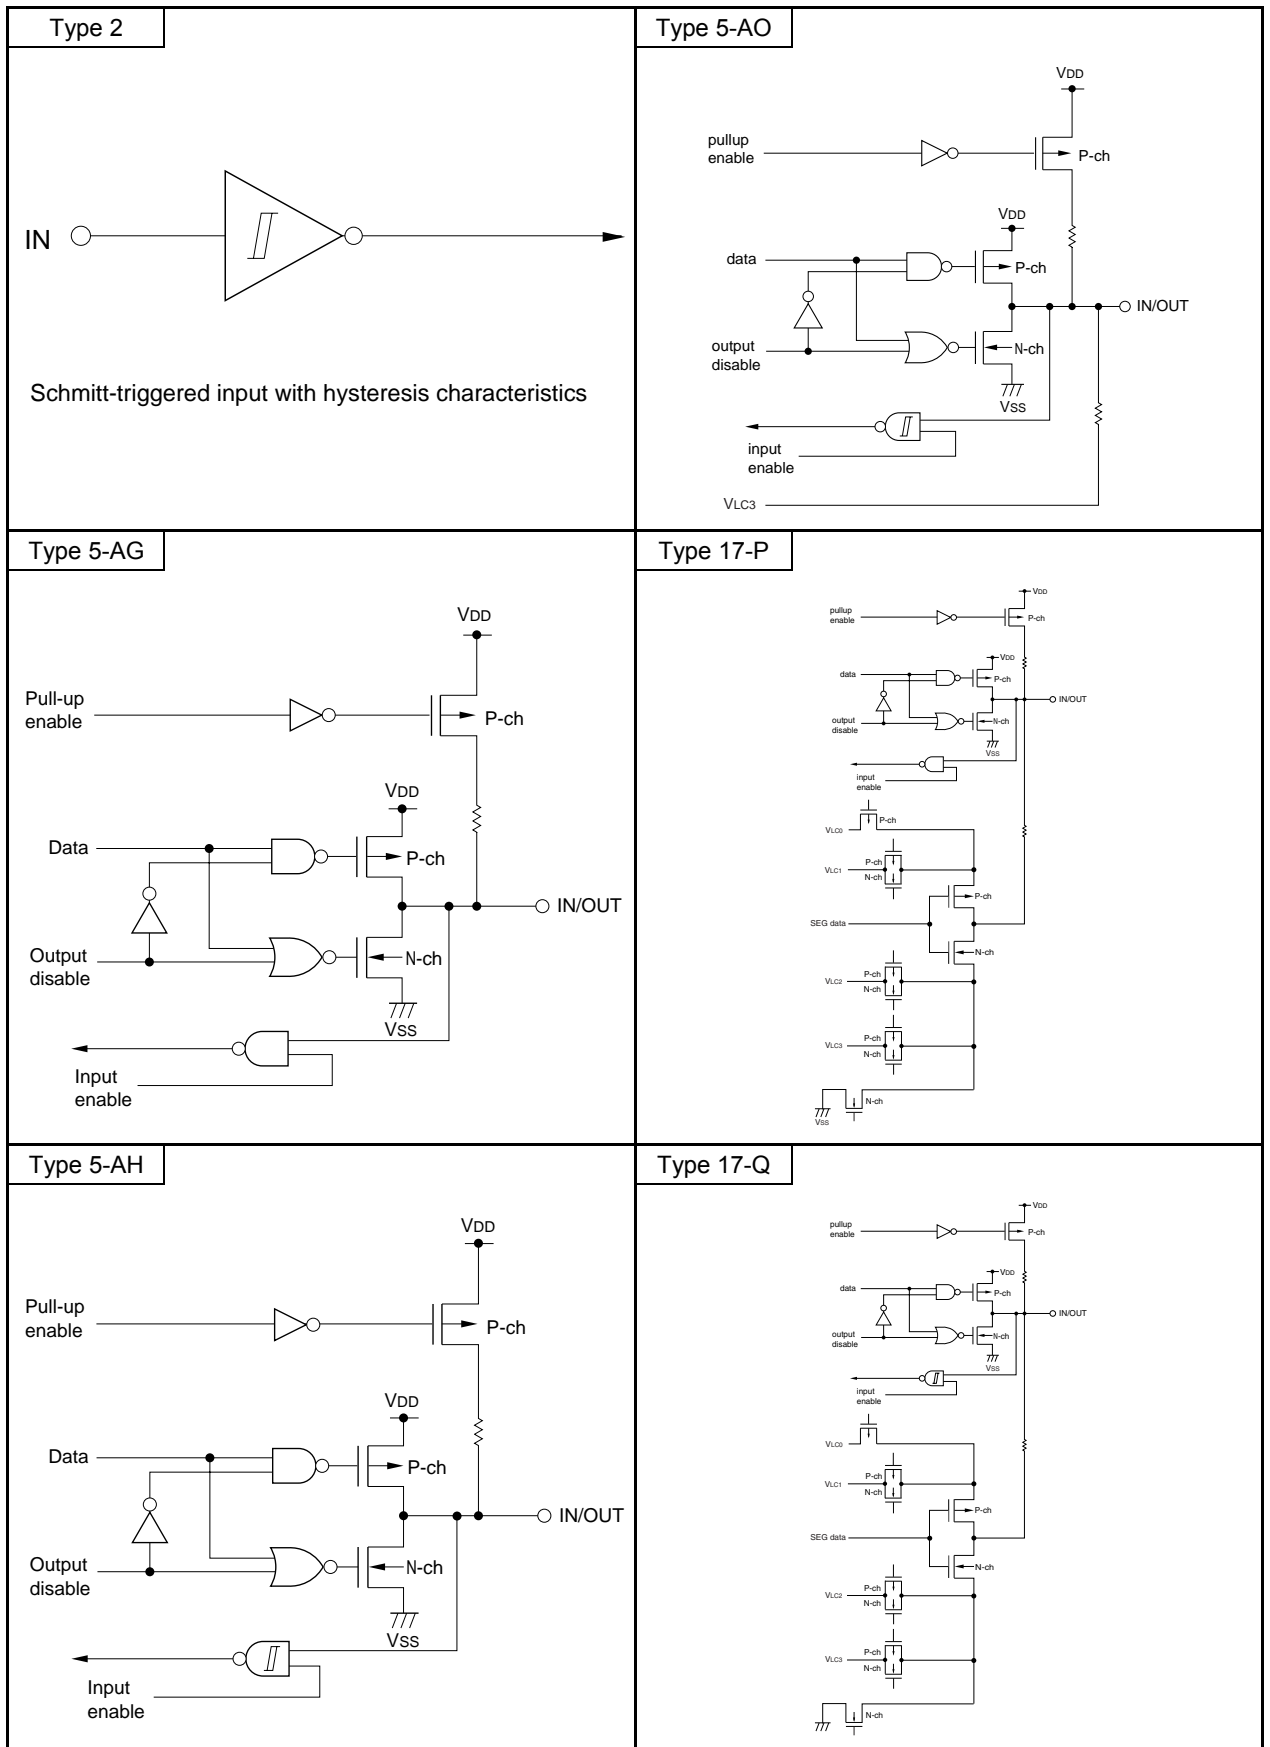 Type 2
IN
Schmitt-triggered input with hysteresis characteristics
Type 5-AO
VDD
pullup
enable
P-ch
VDD
data
P-ch
IN/OUT
output
disable
N-ch
VSS
input
enable
VLC3
Type 5-AG
VDD
Pull-up
enable
P-ch
VDD
Data
P-ch
IN/OUT
Output
disable
N-ch
VSS
Input
enable
Type 17-P
VDD
pullup
enable
P-ch
VDD
data
P-ch
IN/OUT
output
disable
N-ch
VSS
input
enable
P-ch
VLC0
P-ch
VLC1
N-ch
P-ch
SEG data
N-ch
P-ch
VLC2
N-ch
P-ch
VLC3
N-ch
N-ch
VSS
Type 5-AH
VDD
Pull-up
enable
P-ch
VDD
Data
P-ch
IN/OUT
Output
disable
N-ch
VSS
Input
enable
Type 17-Q
VDD
pullup
enable
P-ch
VDD
data
P-ch
IN/OUT
output
disable
N-ch
VSS
input
enable
VLC0
P-ch
VLC1
N-ch
P-ch
SEG data
N-ch
P-ch
VLC2
N-ch
P-ch
VLC3
N-ch
N-ch